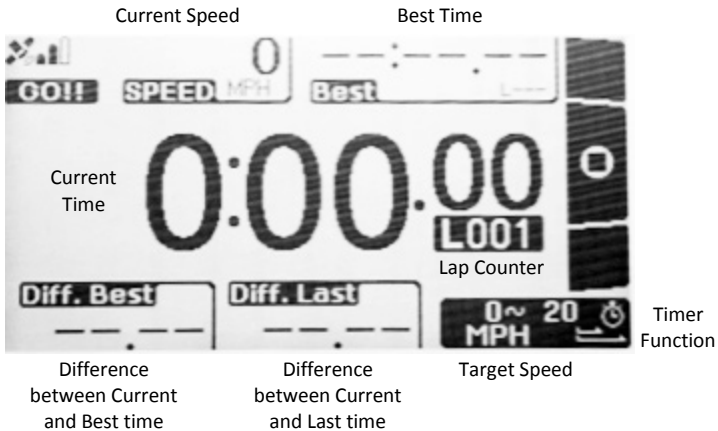 Current Speed
Best Time
0
--:--.--
GO!!
SPEED MPH
Best
L---
Current
Time
0:00.00
L001
Lap Counter
Diff. Best
Diff. Last
--.--
--.--
0~ 20
MPH
Timer
Function
Difference
between Current
and Best time
Difference
between Current
and Last time
Target Speed